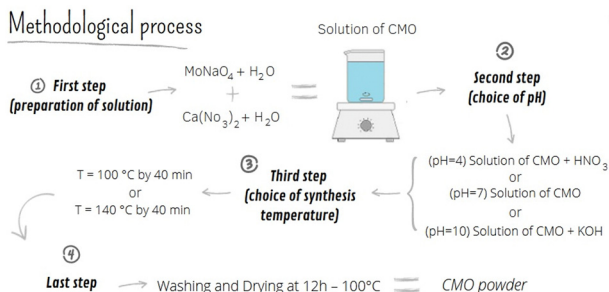 Methodological process
Solution of CMO
① First step
(preparation of solution)
MoNaO₄ + H₂O
+
Ca(No₃)₂ + H₂O
=
②
Second step
(choice of pH)
(pH=4) Solution of CMO + HNO₃
or
(pH=7) Solution of CMO
or
(pH=10) Solution of CMO + KOH
③
Third step
(choice of synthesis
temperature)
T = 100 °C by 40 min
or
T = 140 °C by 40 min
④
Last step
Washing and Drying at 12h – 100°C = CMO powder